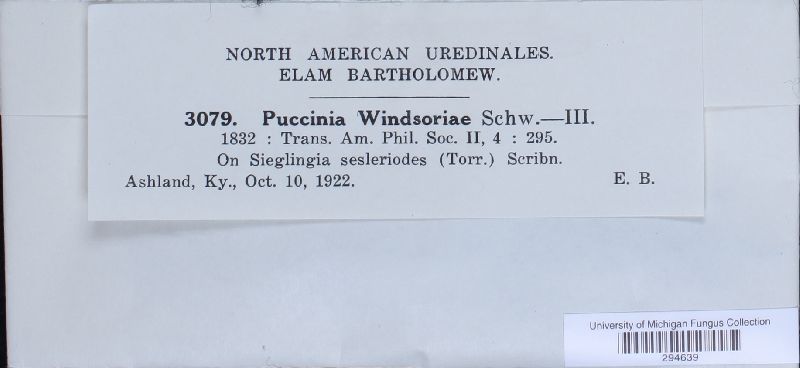 NORTH AMERICAN UREDINALES.
ELAM BARTHOLOMEW.
3079. Puccinia Windsoriae Schw.—III.
1832 : Trans. Am. Phil. Soc. II, 4 : 295.
On Sieglingia sesleriodes (Torr.) Scribn.
Ashland, Ky., Oct. 10, 1922. E. B.
University of Michigan Fungus Collection
294639